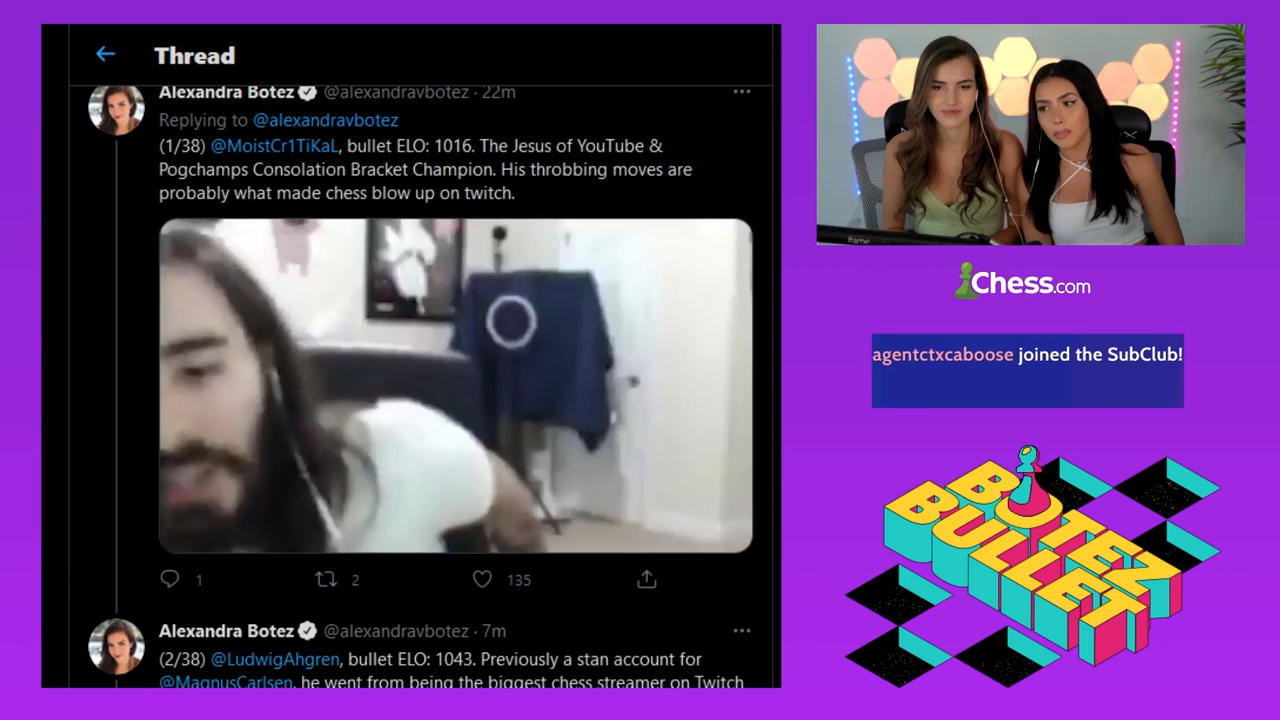 Thread
Alexandra Botez @alexandravbotez · 22m
Replying to @alexandravbotez
(1/38) @MoistCr1TiKaL, bullet ELO: 1016. The Jesus of YouTube &
Pogchamps Consolation Bracket Champion. His throbbing moves are
probably what made chess blow up on twitch.
1
2
135
Alexandra Botez @alexandravbotez · 7m
(2/38) @LudwigAhgren, bullet ELO: 1043. Previously a stan account for
@MagnusCarlsen, he went from being the biggest chess streamer on Twitch
frame
Chess.com
agentctxcaboose joined the SubClub!
BOTEZ
BULLET